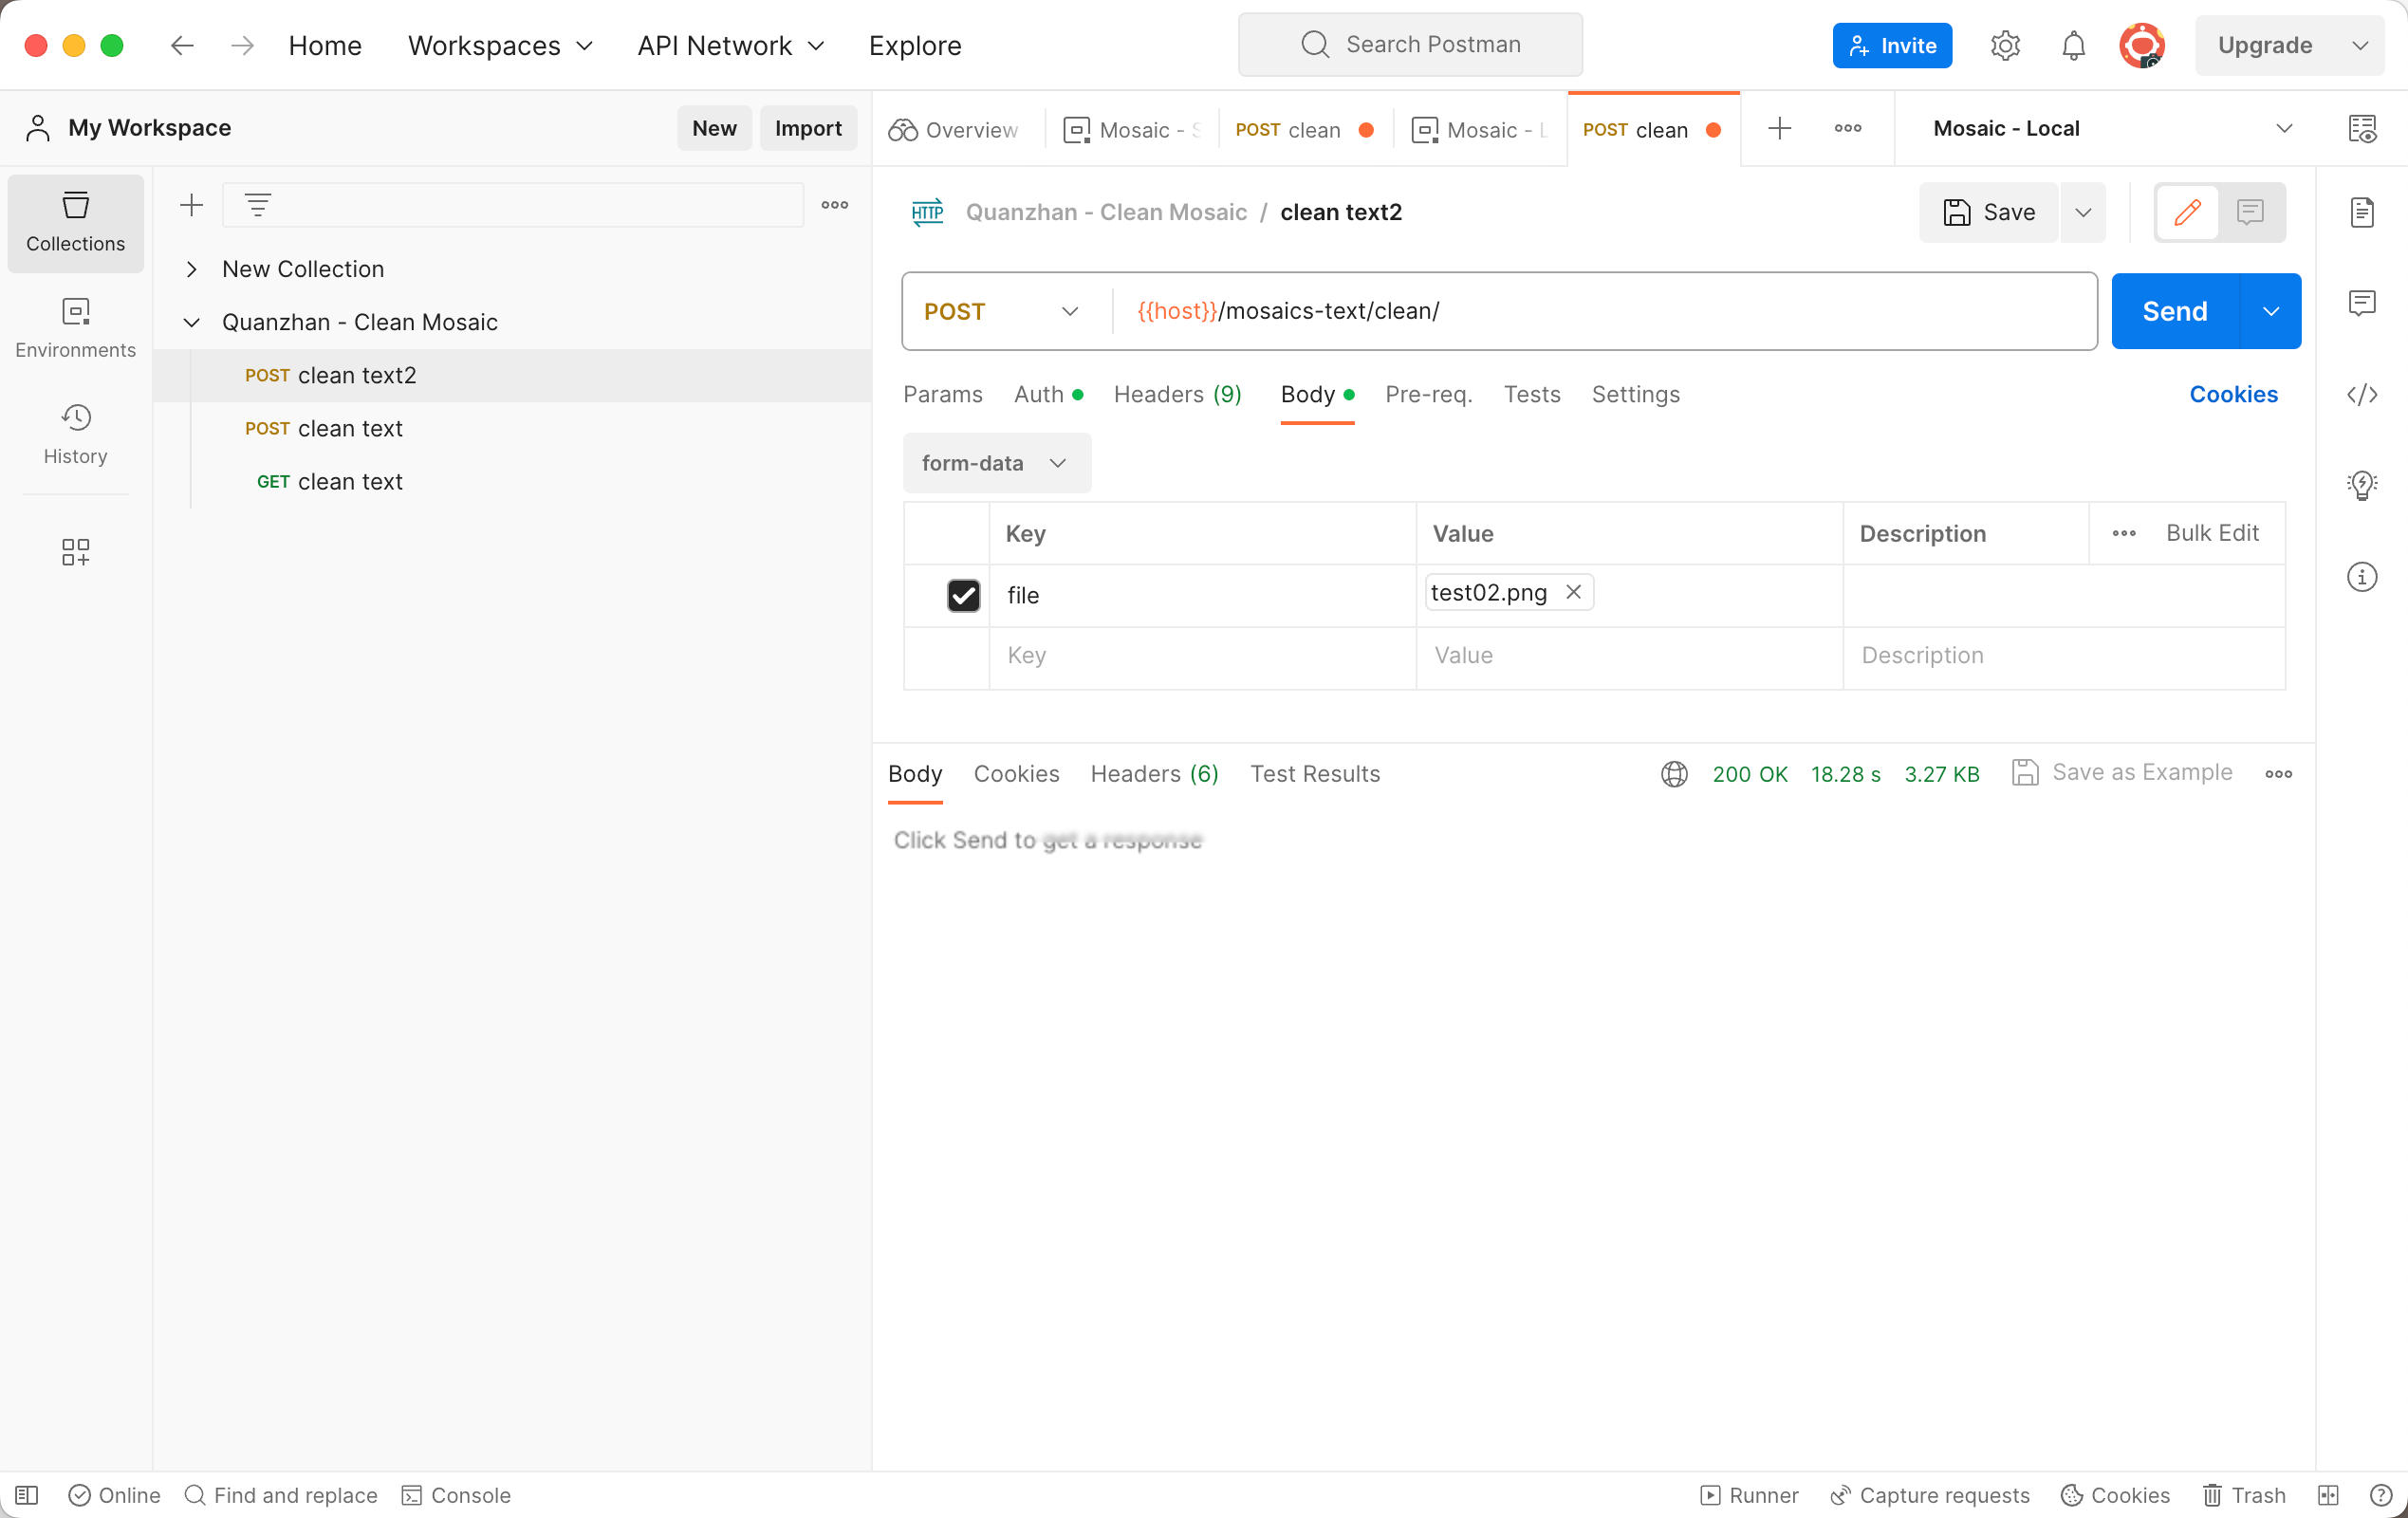 Home Workspaces API Network Explore Search Postman Invite Upgrade
My Workspace New Import Overview Mosaic - POST clean Mosaic - POST clean ooo Mosaic - Local
Collections
Environments
History
ooo
New Collection
Quanzhan - Clean Mosaic
POST clean text2
POST clean text
GET clean text
HTTP Quanzhan - Clean Mosaic / clean text2 Save
POST {{host}}/mosaics-text/clean/ Send
Params Auth Headers (9) Body Pre-req. Tests Settings Cookies
form-data
Key Value Description ooo Bulk Edit
file test02.png
Key Value Description
Body Cookies Headers (6) Test Results 200 OK 18.28 s 3.27 KB Save as Example ooo
Click Send to get a response
Online Find and replace Console Runner Capture requests Cookies Trash